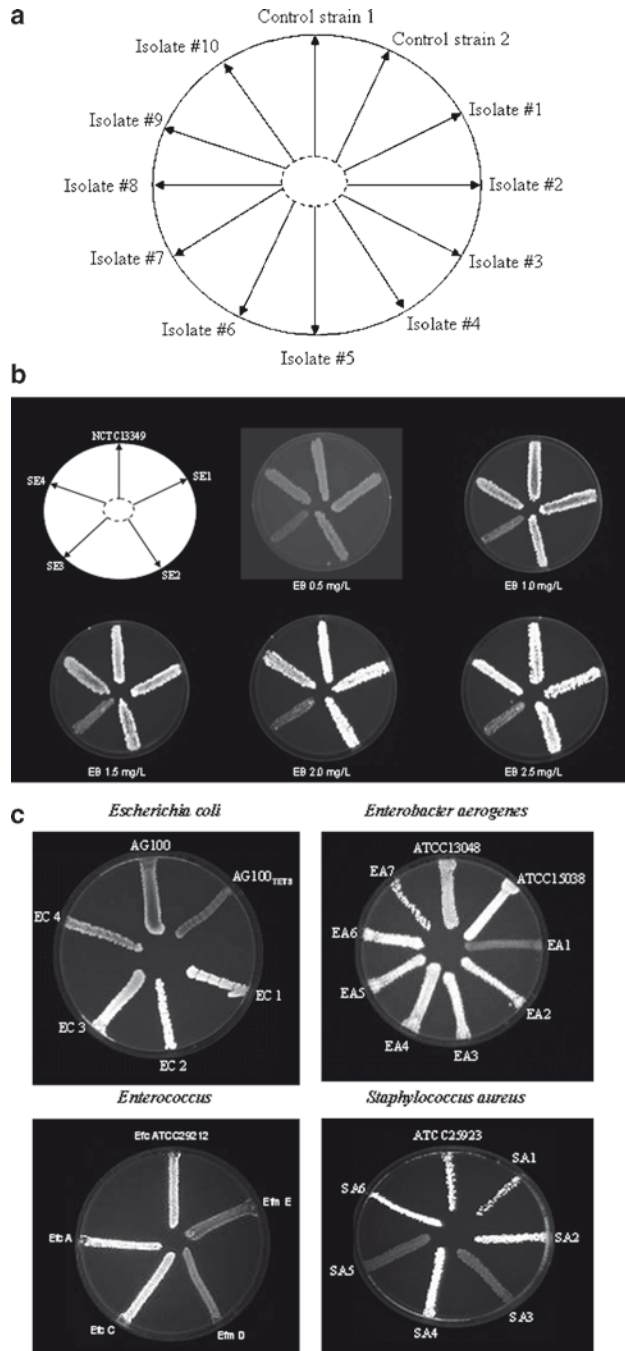 a
Control strain 1
Control strain 2
Isolate #10
Isolate #1
Isolate #9
Isolate #8
Isolate #2
Isolate #7
Isolate #3
Isolate #6
Isolate #4
Isolate #5
b
NCTC13349
SE4
SE1
SE3
SE2
EB 0.5 mg/L
EB 1.0 mg/L
EB 1.5 mg/L
EB 2.0 mg/L
EB 2.5 mg/L
c
Escherichia coli
Enterobacter aerogenes
AG100
AG100TETS
EC 4
EC 1
EC 3
EC 2
ATCC13048
EA7
ATCC15038
EA6
EA1
EA5
EA2
EA4
EA3
Enterococcus
Staphylococcus aureus
Efc ATCC29212
Efm E
Efc A
Efc C
Efm D
ATCC25923
SA1
SA6
SA2
SA5
SA3
SA4